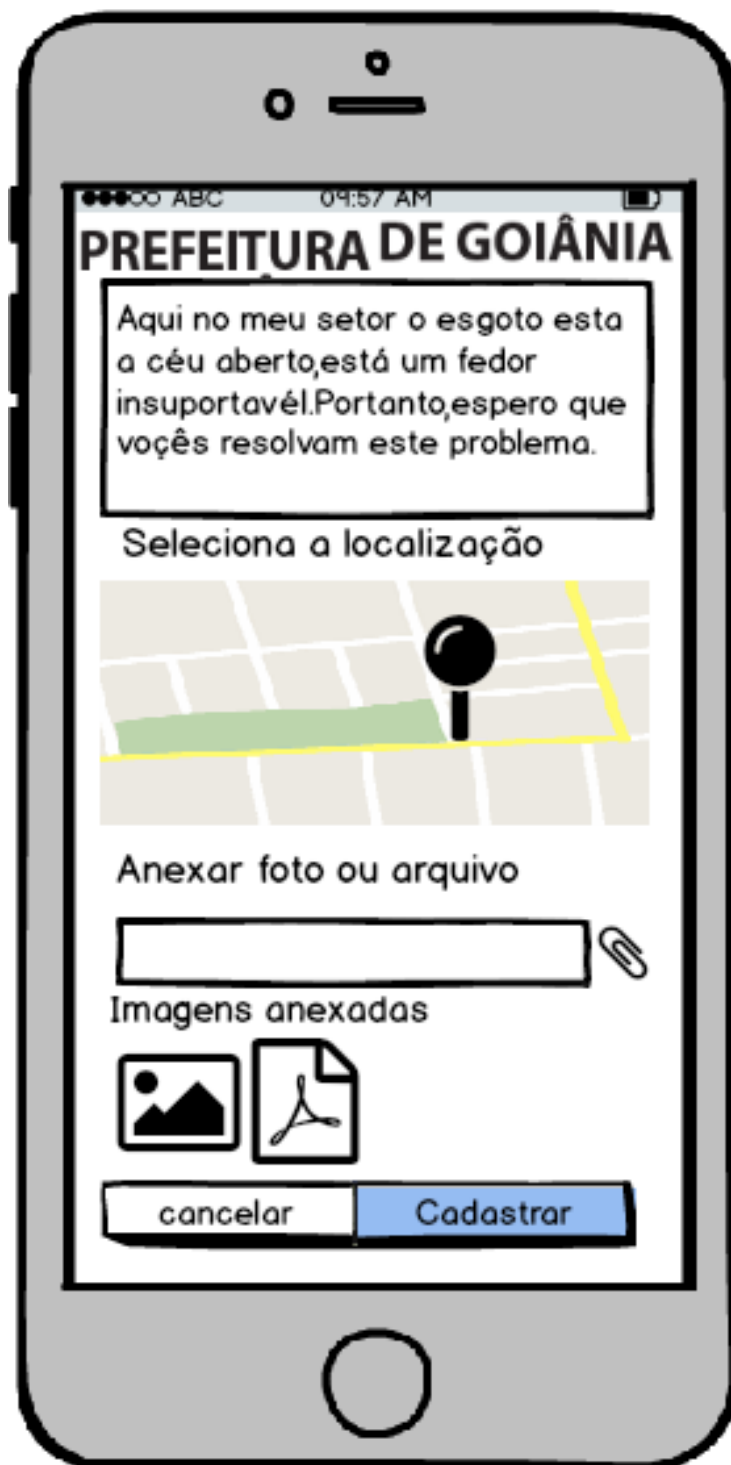 ABC 09:57 AM
PREFEITURA DE GOIÂNIA
Aqui no meu setor o esgoto esta
a céu aberto,está um fedor
insuportavél.Portanto,espero que
voçês resolvam este problema.
Seleciona a localização
Anexar foto ou arquivo
Imagens anexadas
cancelar Cadastrar